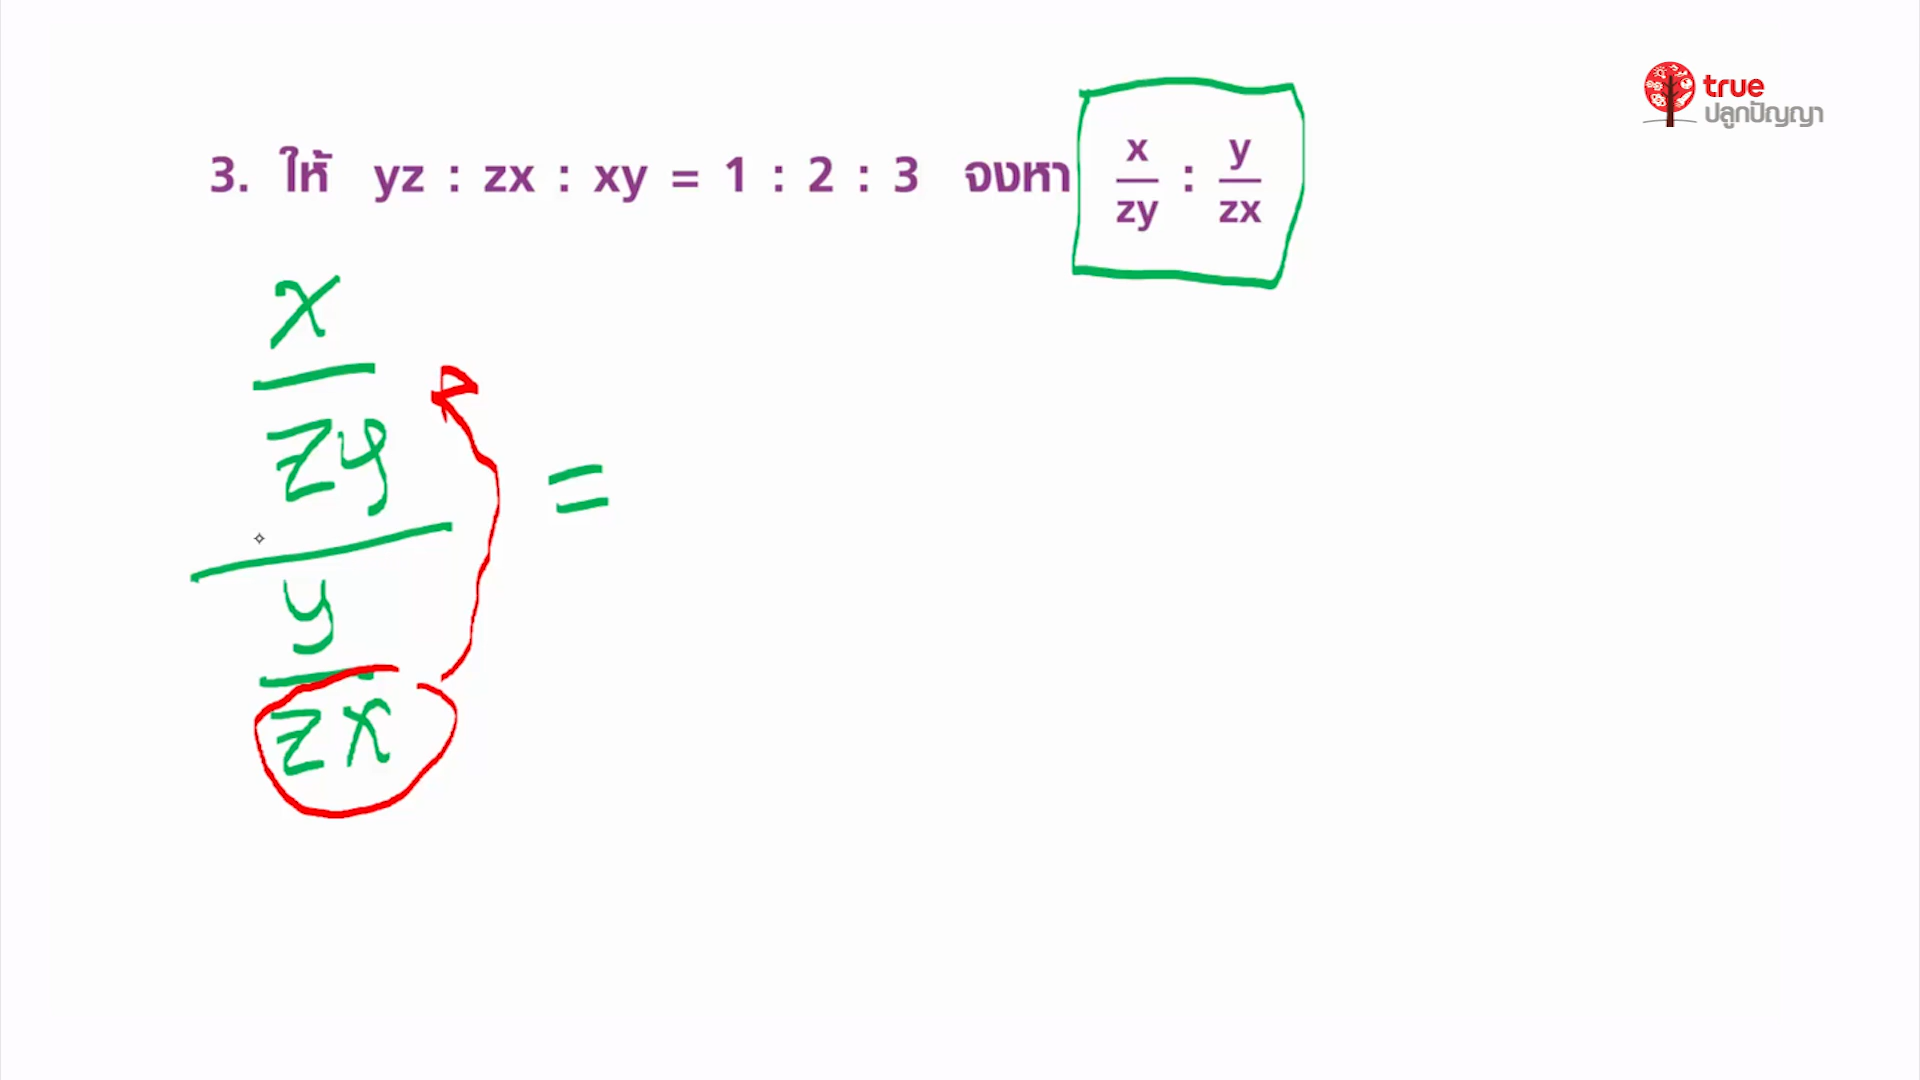 true
ปลูกปัญญา
3. ให้ yz : zx : xy = 1 : 2 : 3 จงหา x/zy : y/zx
x
zy
=
y
zx